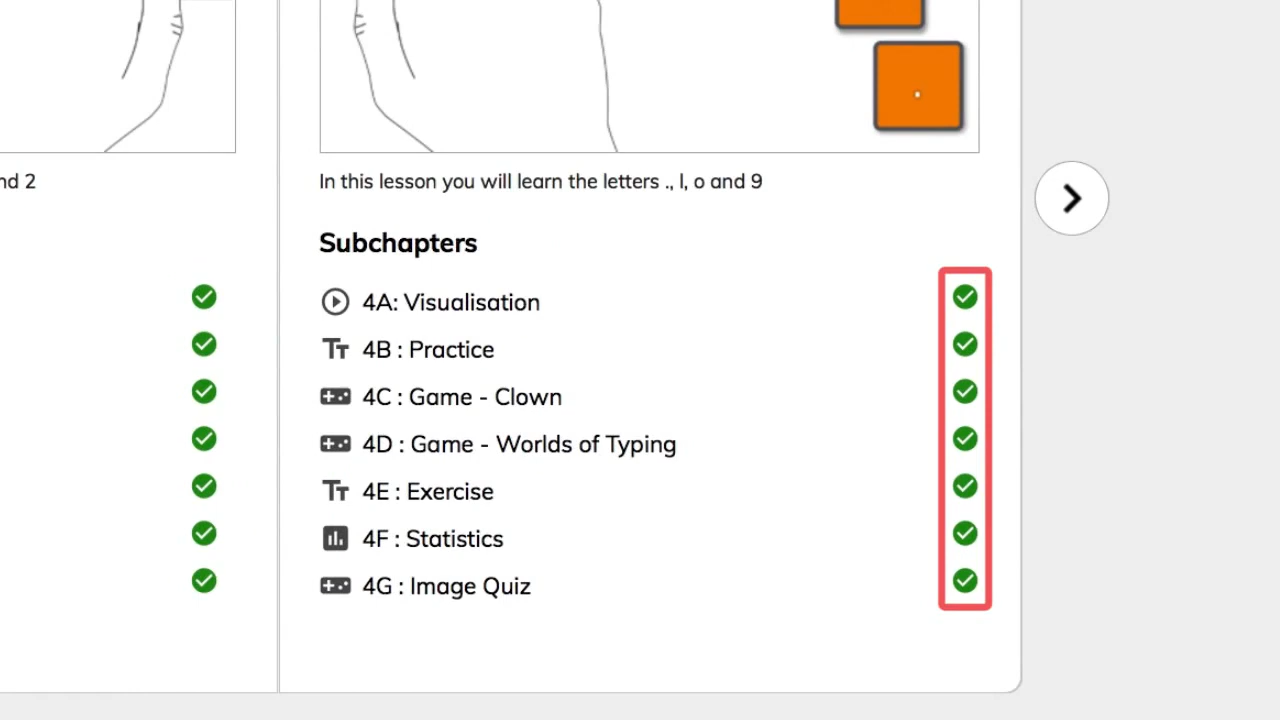 nd 2
.
In this lesson you will learn the letters ., l, o and 9
Subchapters
4A: Visualisation
4B : Practice
4C : Game - Clown
4D : Game - Worlds of Typing
4E : Exercise
4F : Statistics
4G : Image Quiz